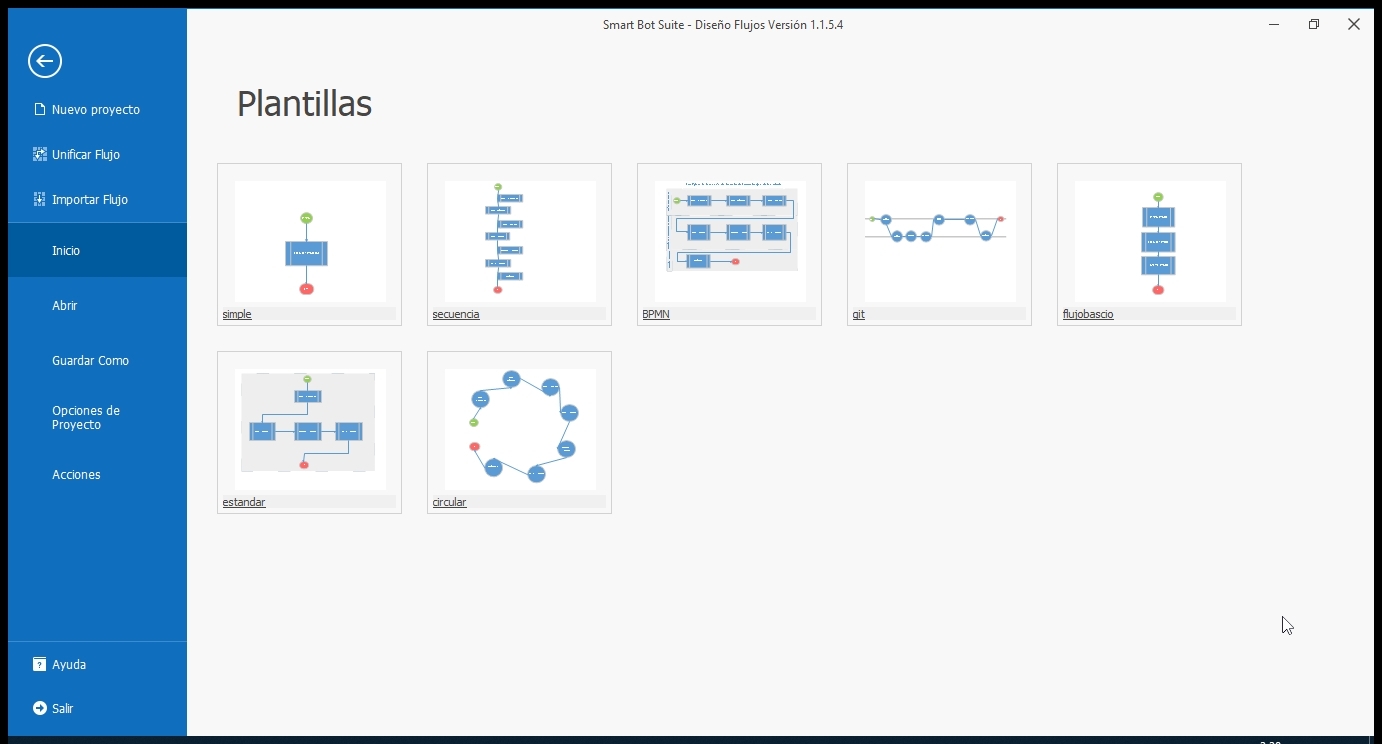 Smart Bot Suite - Diseño Flujos Versión 1.1.5.4
Nuevo proyecto
Unificar Flujo
Importar Flujo
Inicio
Abrir
Guardar Como
Opciones de
Proyecto
Acciones
Ayuda
Salir
Plantillas
simple
secuencia
BPMN
git
flujobascio
estandar
circular